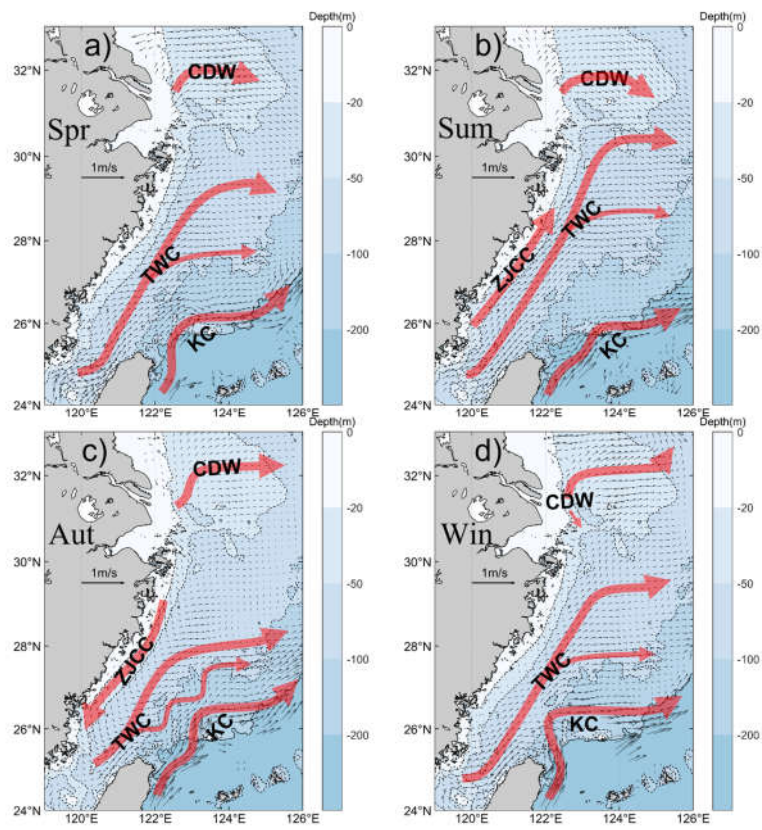 Depth(m)
Depth(m)
a)
b)
0
0
32°N
32°N
CDW
CDW
-20
-20
Spr
Sum
30°N
30°N
1m/s
1m/s
-50
-50
28°N
28°N
TWC
ZJCC
TWC
-100
-100
26°N
26°N
KC
KC
-200
-200
24°N
24°N
120°E
122°E
124°E
126°E
120°E
122°E
124°E
126°E
Depth(m)
Depth(m)
c)
d)
0
0
32°N
32°N
CDW
CDW
-20
-20
Aut
Win
30°N
30°N
1m/s
1m/s
-50
-50
28°N
28°N
ZJCC
TWC
-100
-100
26°N
26°N
TWC
KC
KC
-200
-200
24°N
24°N
120°E
122°E
124°E
126°E
120°E
122°E
124°E
126°E